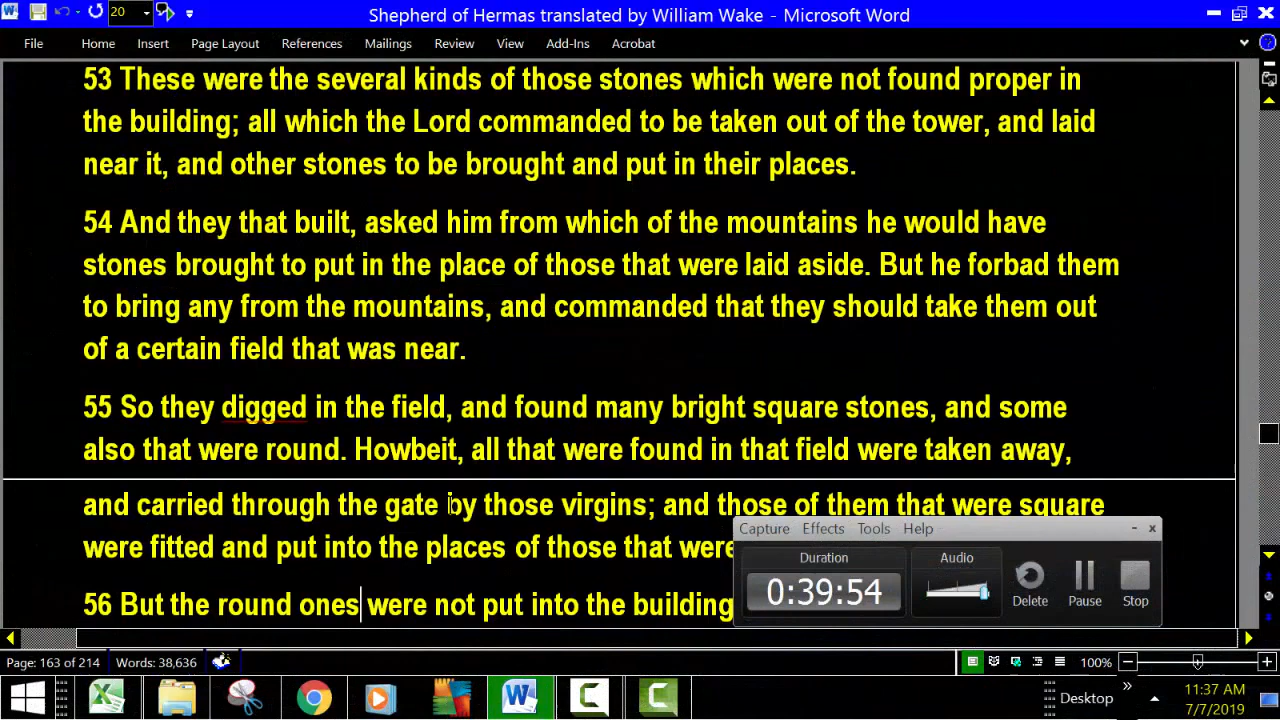 20
Shepherd of Hermas translated by William Wake - Microsoft Word
File Home Insert Page Layout References Mailings Review View Add-Ins Acrobat
53 These were the several kinds of those stones which were not found proper in
the building; all which the Lord commanded to be taken out of the tower, and laid
near it, and other stones to be brought and put in their places.
54 And they that built, asked him from which of the mountains he would have
stones brought to put in the place of those that were laid aside. But he forbad them
to bring any from the mountains, and commanded that they should take them out
of a certain field that was near.
55 So they digged in the field, and found many bright square stones, and some
also that were round. Howbeit, all that were found in that field were taken away,
and carried through the gate by those virgins; and those of them that were square
were fitted and put into the places of those that were
56 But the round ones were not put into the building
Capture Effects Tools Help
Duration
0:39:54
Audio
Delete Pause Stop
Page: 163 of 214 Words: 38,636 100%
Desktop
11:37 AM
7/7/2019